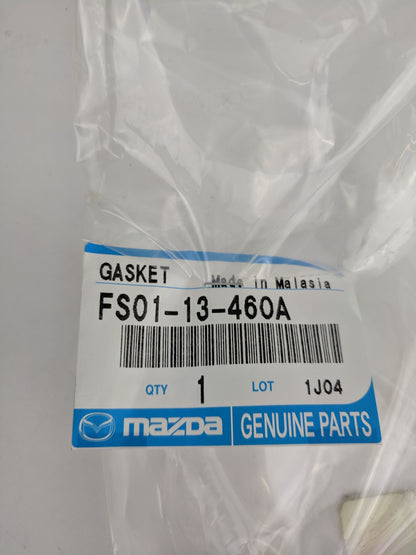 GASKET Made in Malasia
FS01-13-460A
QTY 1 LOT 1J04
mazda GENUINE PARTS